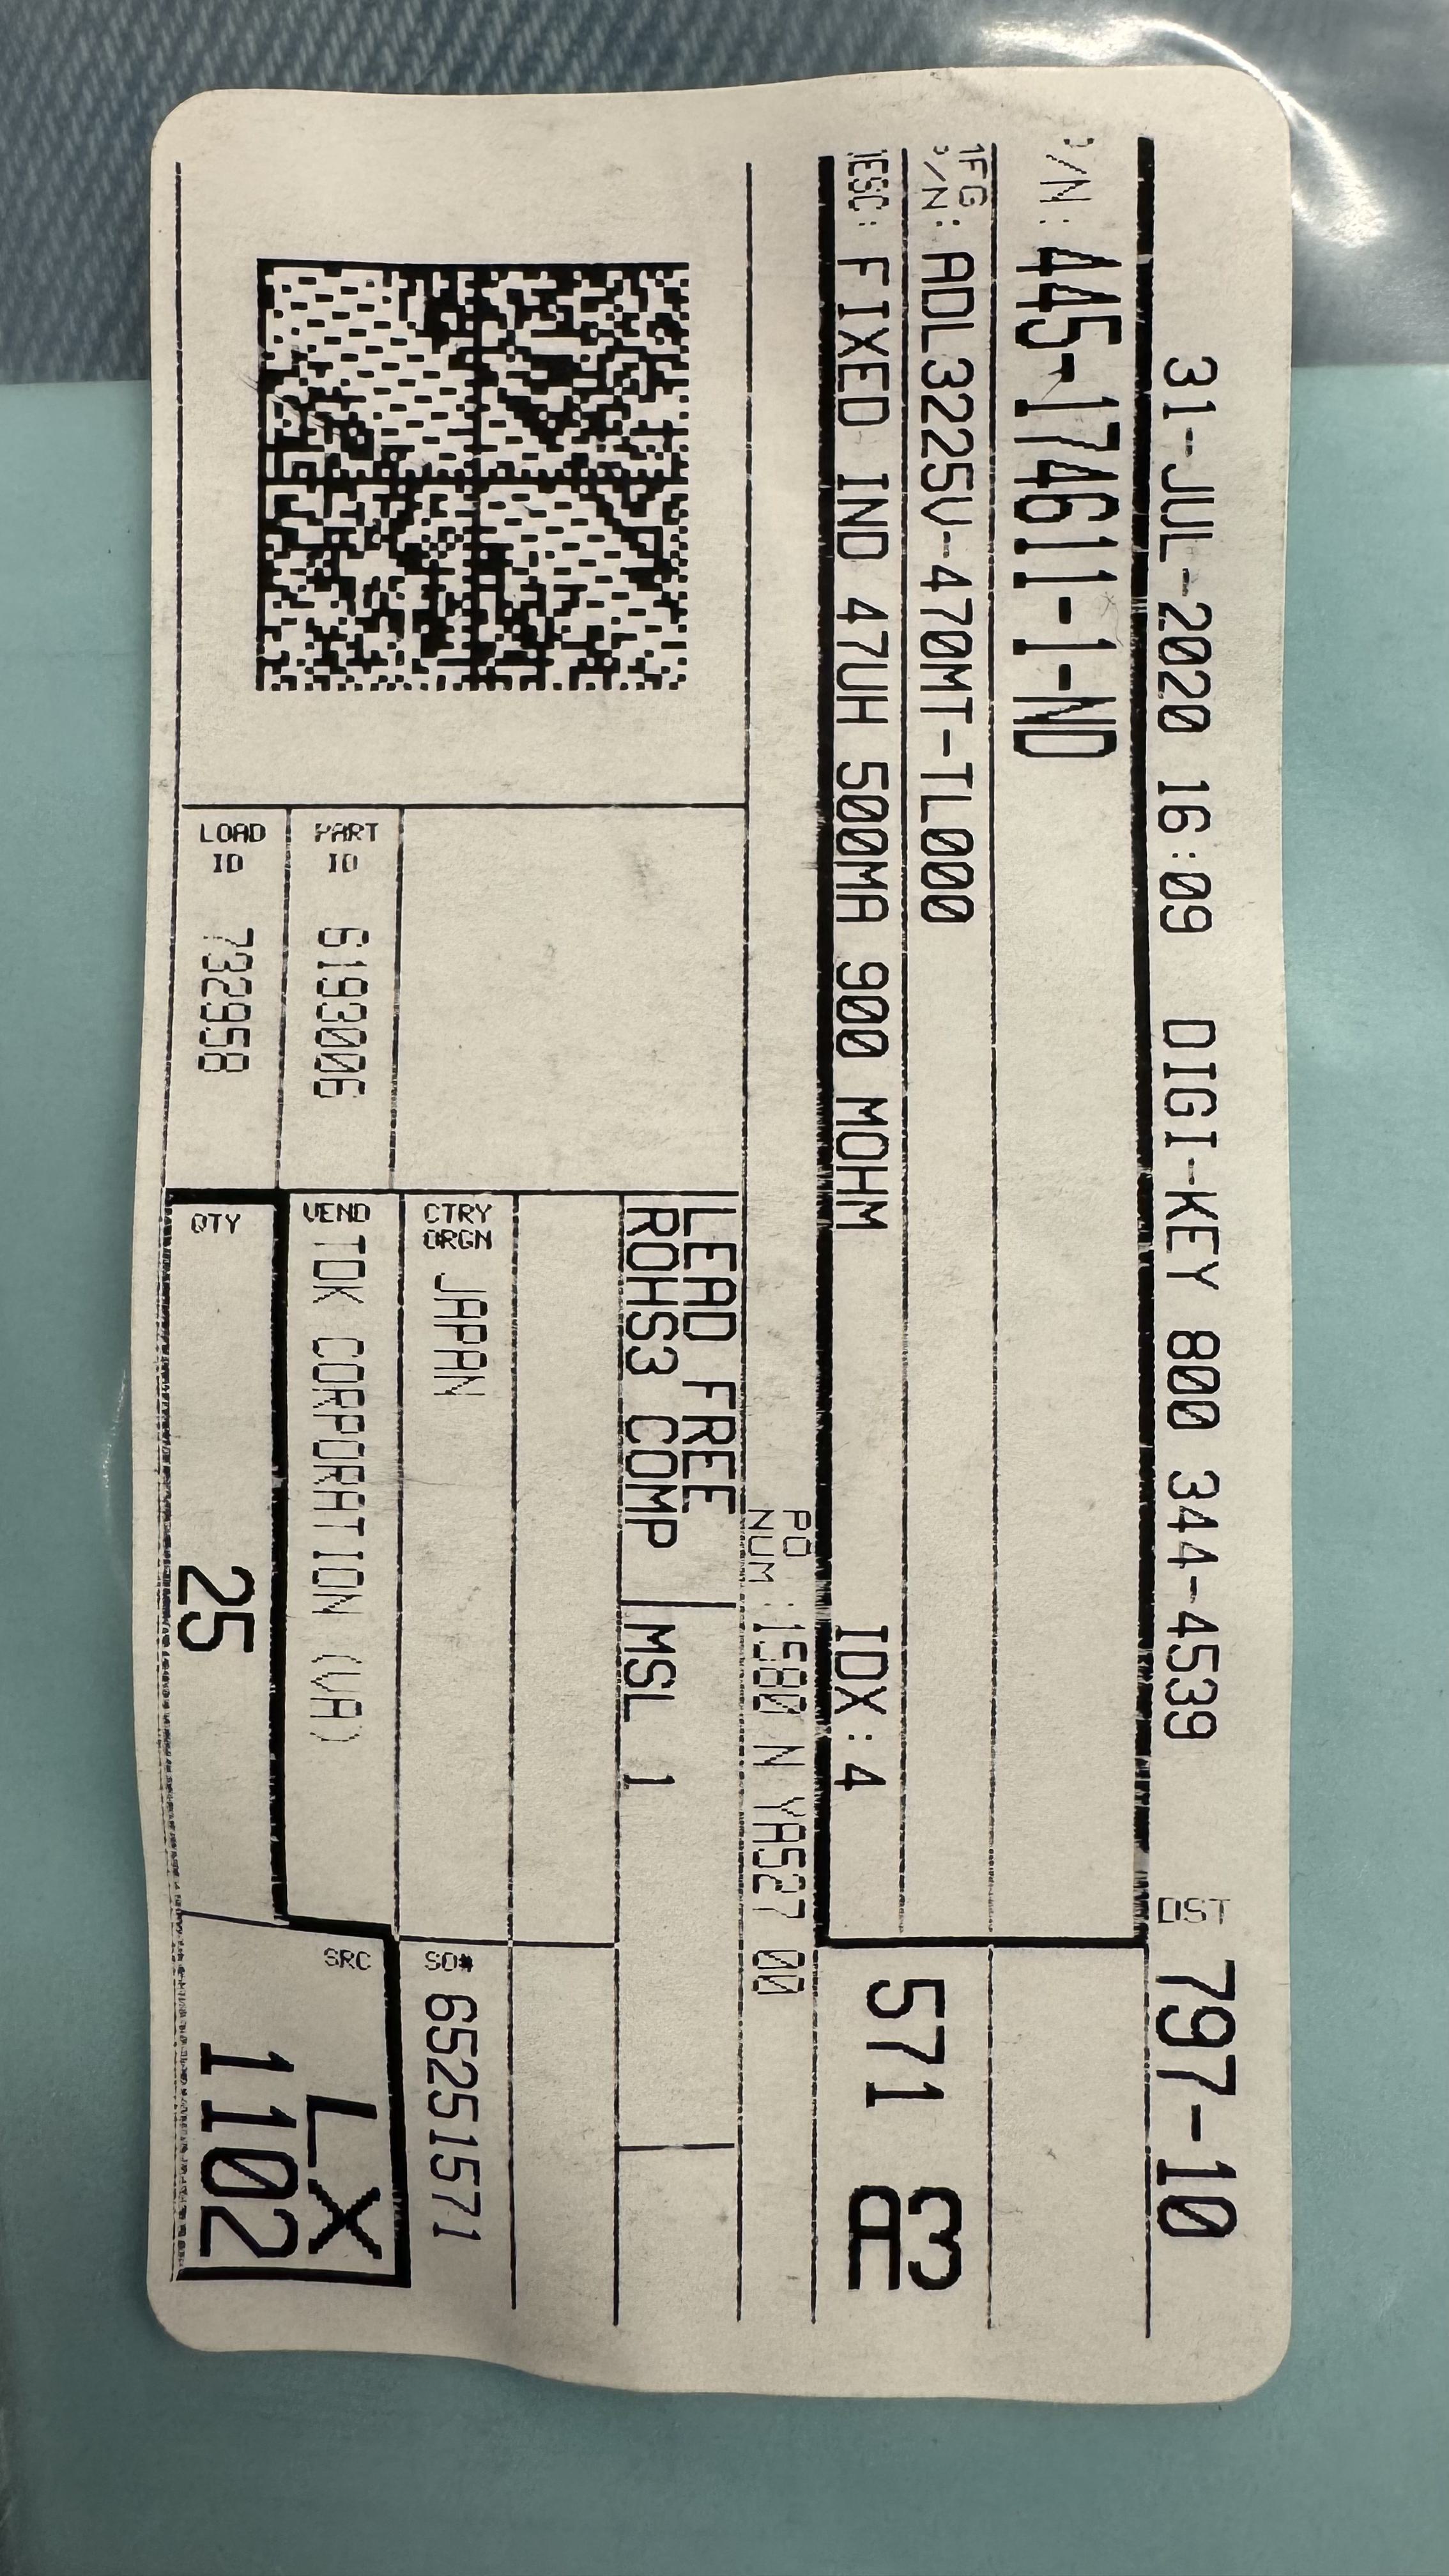 31-JUL-2020 16:09 DIGI-KEY 800 344-4539 DST 797-10
P/N: 445-174611-1-ND
MFG P/N: ADL3225V-470MT-TL000
DESC: FIXED IND 47UH 500MA 900 MOHM IDX: 4
571 3
A
PO NUM: 1580 N YA527 00
LEAD FREE
ROHS3 COMP MSL 1
CTRY ORGN JAPAN
SO# 65251571
PART ID 6193006
VEND TDK CORPORATION (VA)
LOAD ID 732958
QTY 25
SRC LX
1102